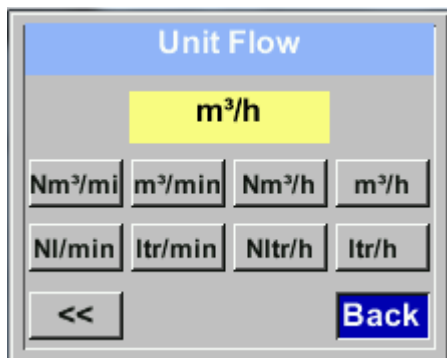 Unit Flow
m³/h
Nm³/mi m³/min Nm³/h m³/h
Nl/min ltr/min Nltr/h ltr/h
<< Back